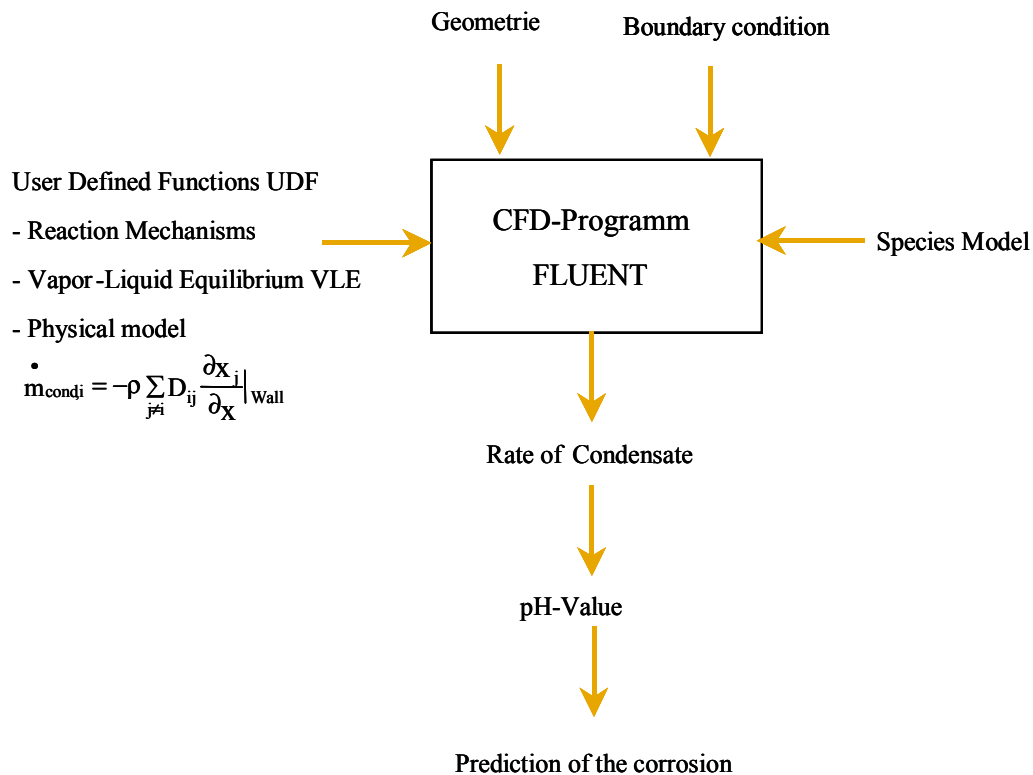 Geometrie
Boundary condition
User Defined Functions UDF
- Reaction Mechanisms
- Vapor-Liquid Equilibrium VLE
- Physical model
ṁcond,i = −ρ ∑j≠i Dij ∂xj/∂x |Wall
CFD-Programm
FLUENT
Species Model
Rate of Condensate
pH-Value
Prediction of the corrosion